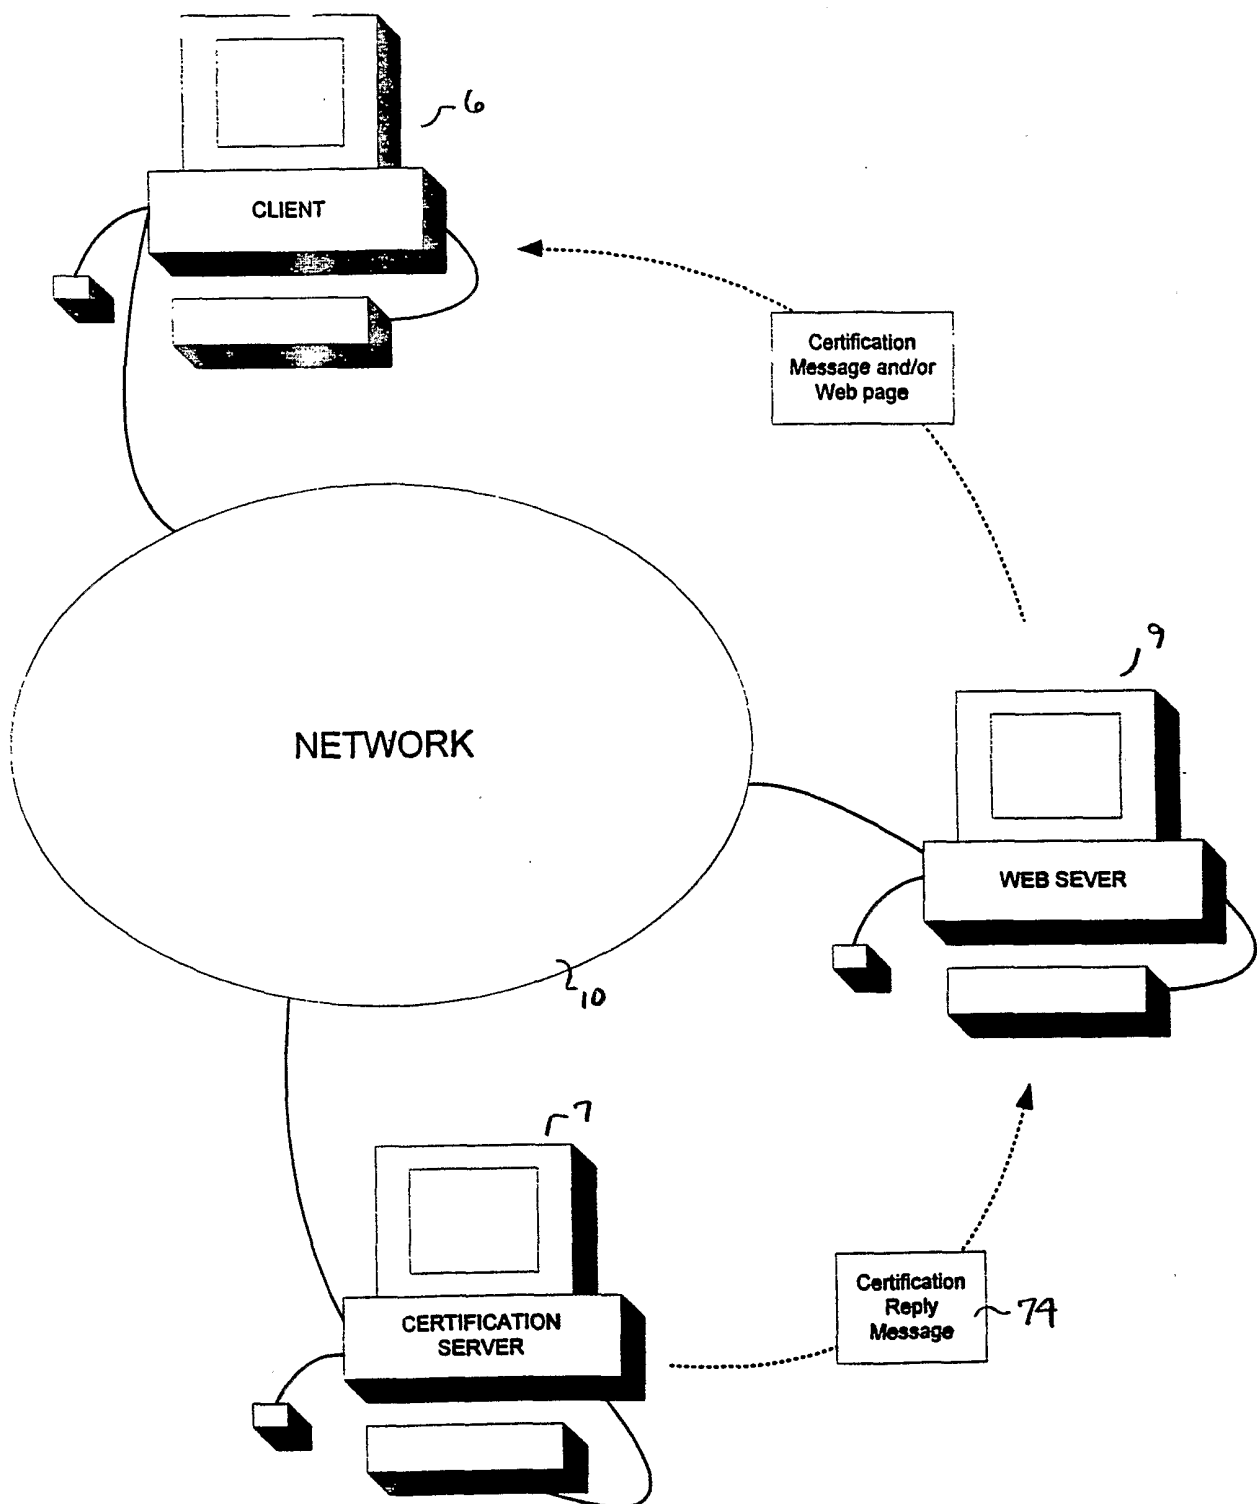 6
CLIENT
Certification
Message and/or
Web page
9
NETWORK
WEB SEVER
10
7
Certification
Reply
Message
74
CERTIFICATION
SERVER